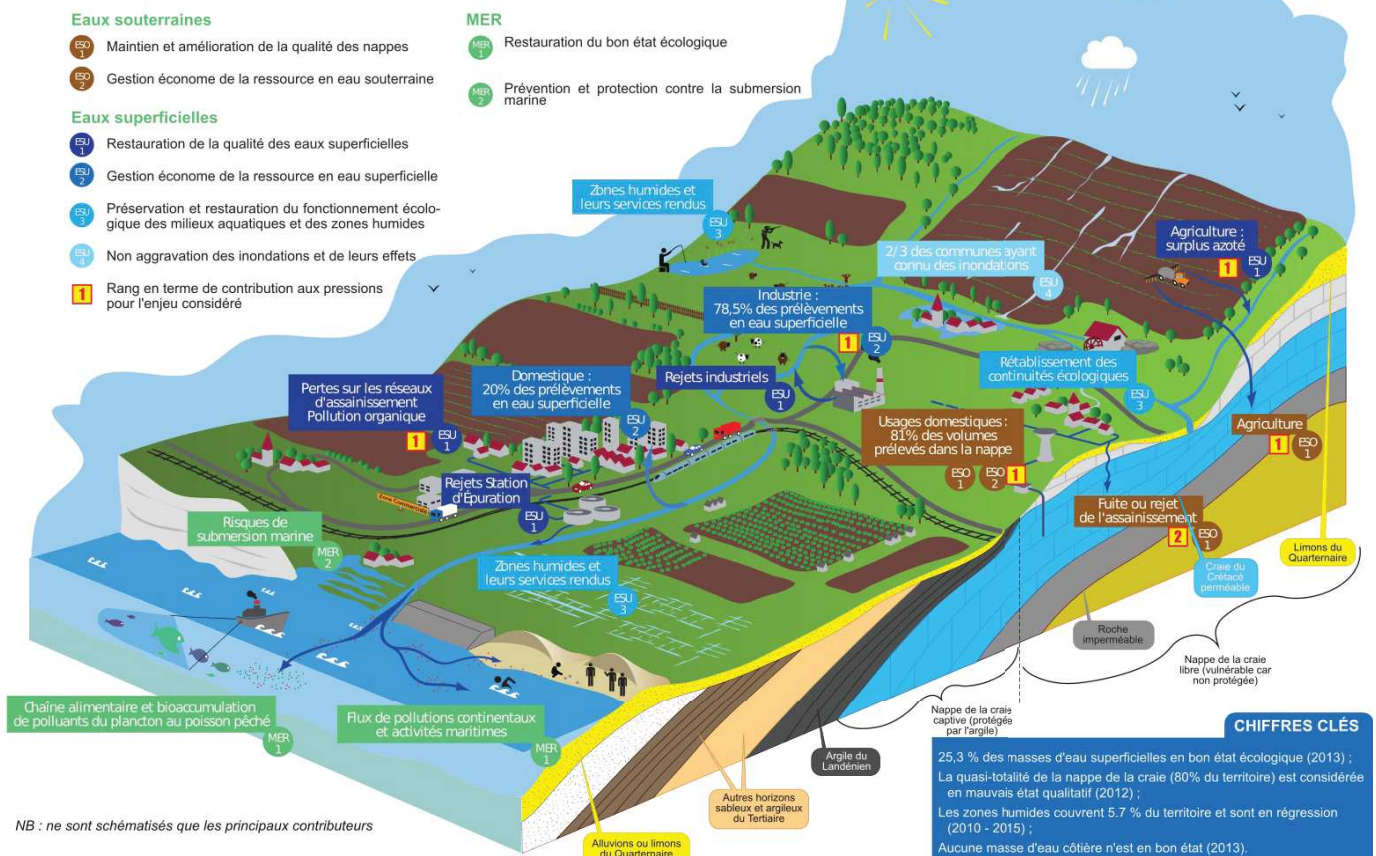 Eaux souterraines
ESO 1
Maintien et amélioration de la qualité des nappes
ESO 2
Gestion économe de la ressource en eau souterraine
Eaux superficielles
ESU 1
Restauration de la qualité des eaux superficielles
ESU 2
Gestion économe de la ressource en eau superficielle
ESU 3
Préservation et restauration du fonctionnement écolo-
gique des milieux aquatiques et des zones humides
ESU 4
Non aggravation des inondations et de leurs effets
1
Rang en terme de contribution aux pressions
pour l'enjeu considéré
MER
MER 1
Restauration du bon état écologique
MER 2
Prévention et protection contre la submersion
marine
Zones humides et
leurs services rendus
ESU 3
2/3 des communes ayant
connu des inondations
ESU 4
Agriculture :
surplus azoté
1
ESU 1
Industrie :
78,5% des prélèvements
en eau superficielle
1
ESU 2
Rétablissement des
continuités écologiques
ESU 3
Pertes sur les réseaux
d'assainissement
Pollution organique
1
ESU 1
Domestique :
20% des prélèvements
en eau superficielle
ESU 2
Rejets industriels
ESU 1
Usages domestiques :
81% des volumes
prélevés dans la nappe
ESO 1
ESO 2
1
Agriculture
1
ESO 1
Rejets Station
d'Épuration
ESU 1
Zone Commerciale
Fuite ou rejet
de l'assainissement
2
ESO 1
Risques de
submersion marine
MER 2
Zones humides et
leurs services rendus
ESU 3
Limons du
Quarternaire
Craie du
Crétacé
perméable
Roche
imperméable
Nappe de la craie
libre (vulnérable car
non protégée)
Nappe de la craie
captive (protégée
par l'argile)
Chaîne alimentaire et bioaccumulation
de polluants du plancton au poisson pêché
MER 1
Flux de pollutions continentaux
et activités maritimes
MER 1
Argile du
Landénien
Autres horizons
sableux et argileux
du Tertiaire
Alluvions ou limons
du Quarternaire
CHIFFRES CLÉS
25,3 % des masses d'eau superficielles en bon état écologique (2013) ;
La quasi-totalité de la nappe de la craie (80% du territoire) est considérée
en mauvais état qualitatif (2012) ;
Les zones humides couvrent 5.7 % du territoire et sont en régression
(2010 - 2015) ;
Aucune masse d'eau côtière n'est en bon état (2013).
NB : ne sont schématisés que les principaux contributeurs